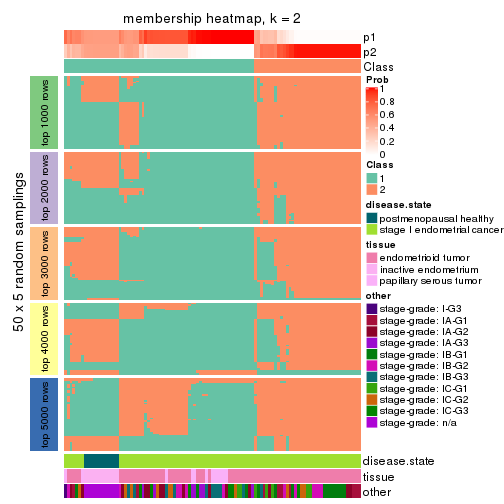 membership heatmap, k = 2
p1
p2
Class
50 x 5 random samplings
top 1000 rows
top 2000 rows
top 3000 rows
top 4000 rows
top 5000 rows
disease.state
tissue
other
Prob
1
0.8
0.6
0.4
0.2
0
Class
1
2
disease.state
postmenopausal healthy
stage I endometrial cancer
tissue
endometrioid tumor
inactive endometrium
papillary serous tumor
other
stage-grade: I-G3
stage-grade: IA-G1
stage-grade: IA-G2
stage-grade: IA-G3
stage-grade: IB-G1
stage-grade: IB-G2
stage-grade: IB-G3
stage-grade: IC-G1
stage-grade: IC-G2
stage-grade: IC-G3
stage-grade: n/a